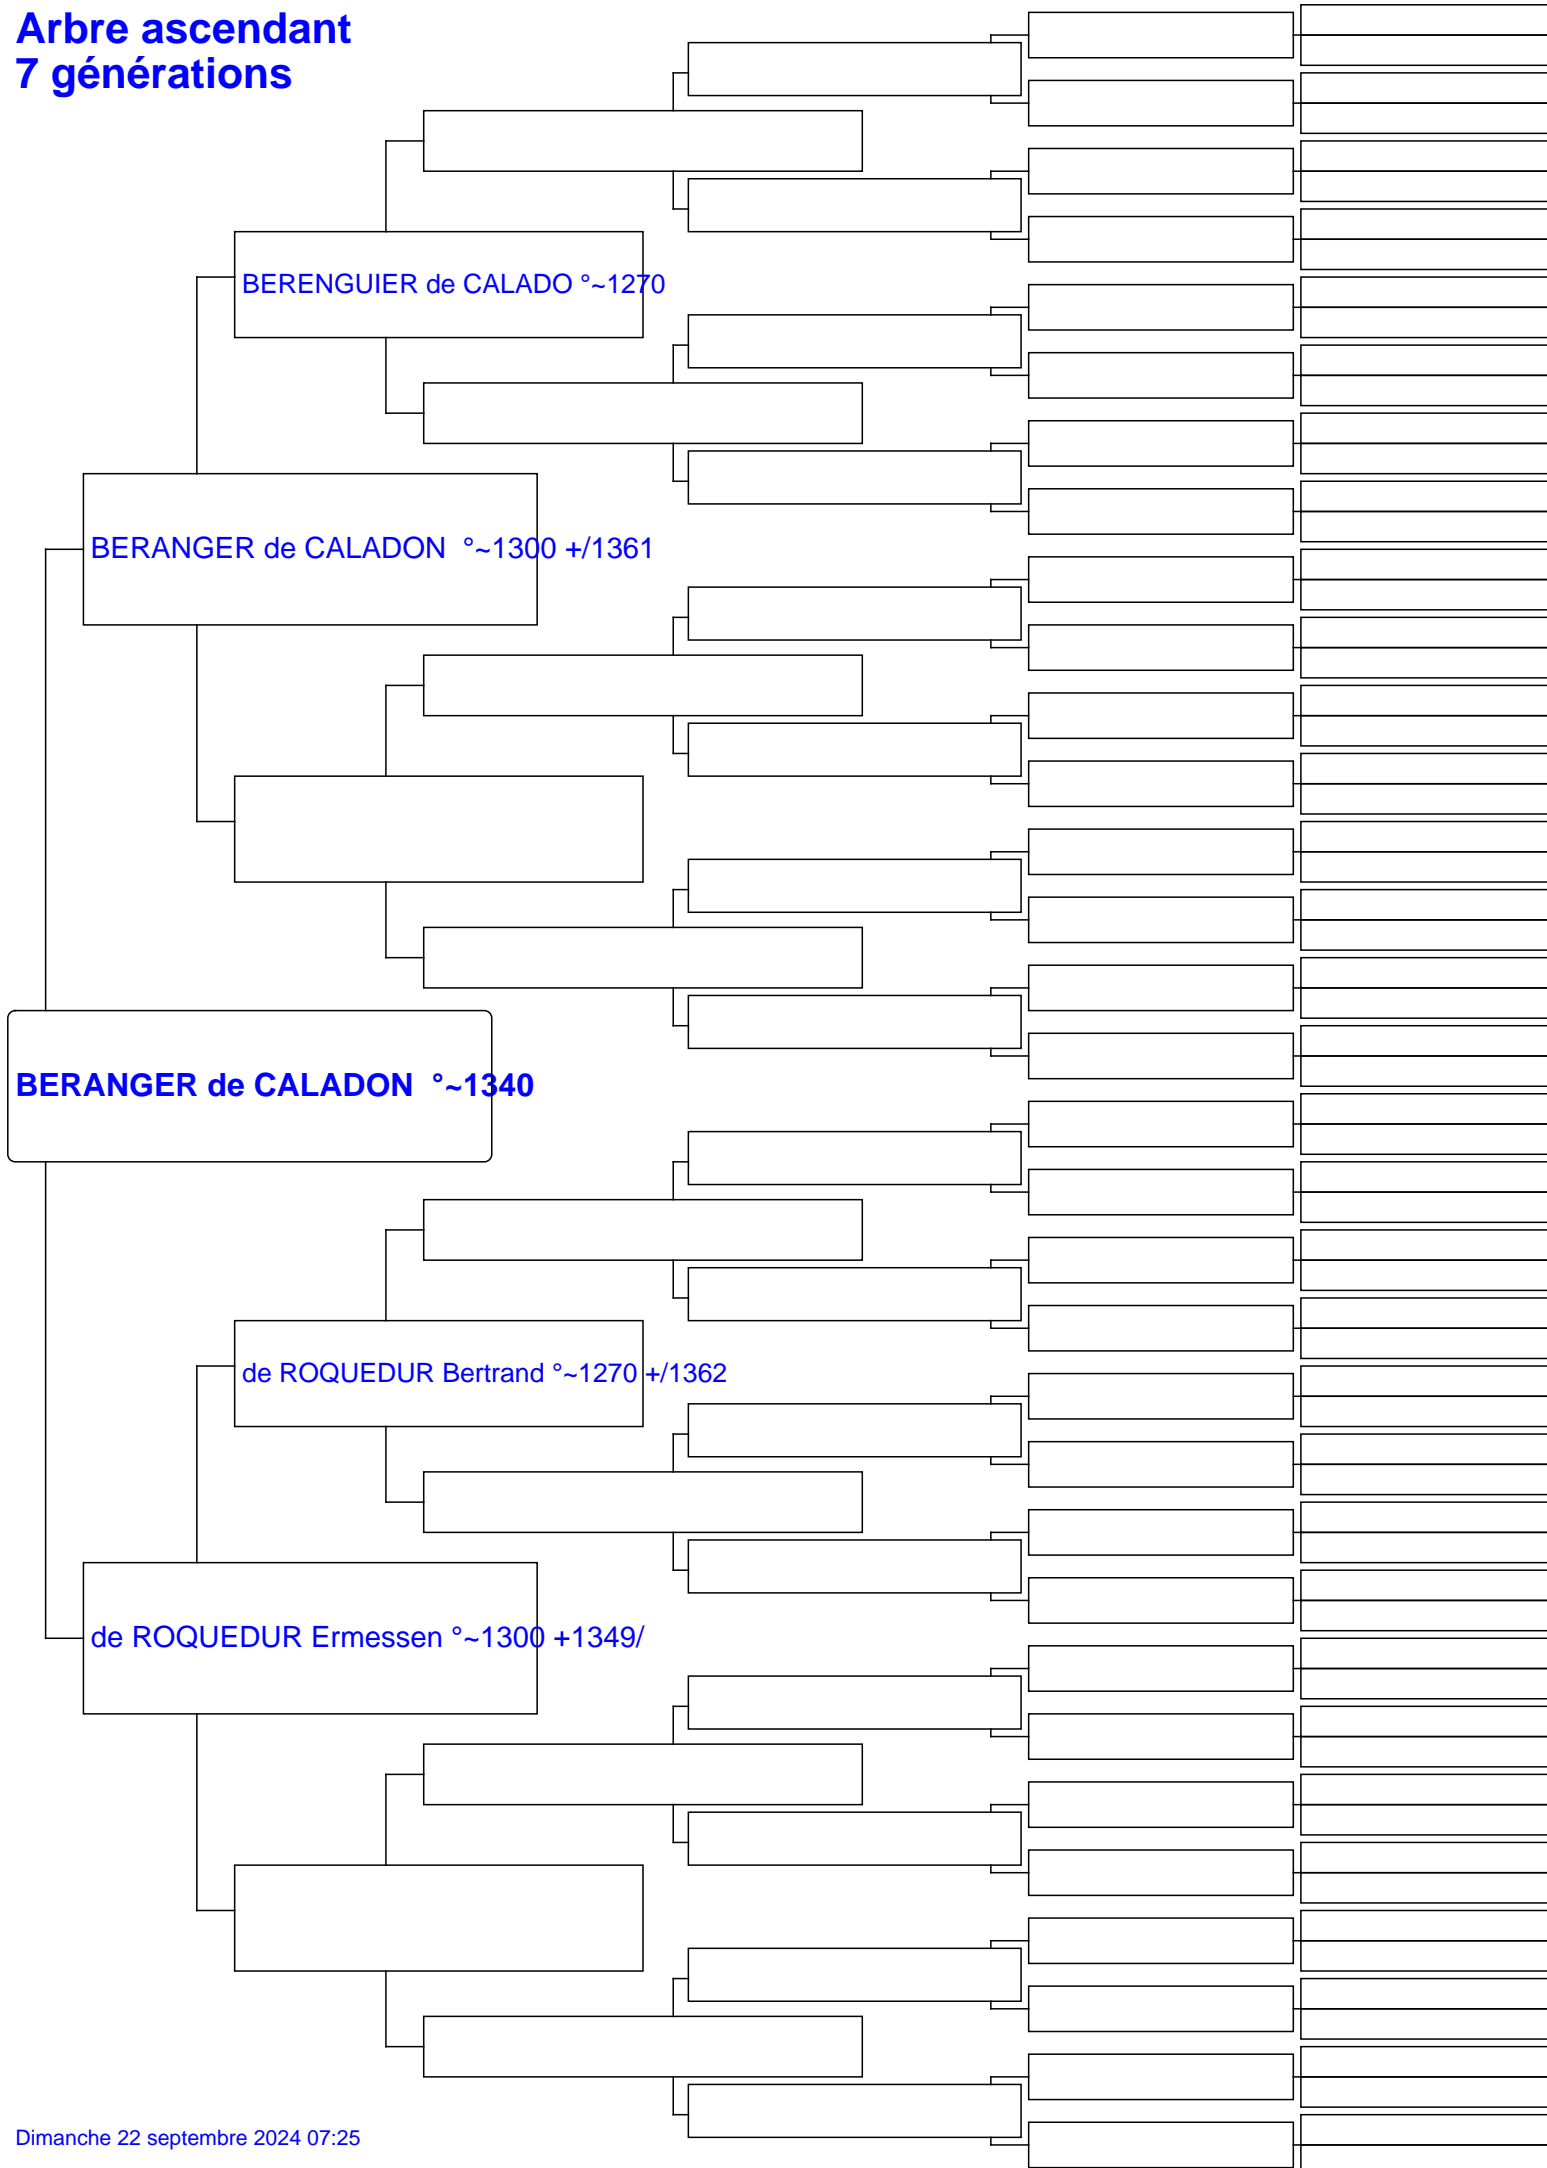 Arbre ascendant
7 générations
BERENGUIER de CALADO °~1270
BERANGER de CALADON  °~1300 +/1361
BERANGER de CALADON  °~1340
de ROQUEDUR Bertrand °~1270 +/1362
de ROQUEDUR Ermessen °~1300 +1349/
Dimanche 22 septembre 2024 07:25